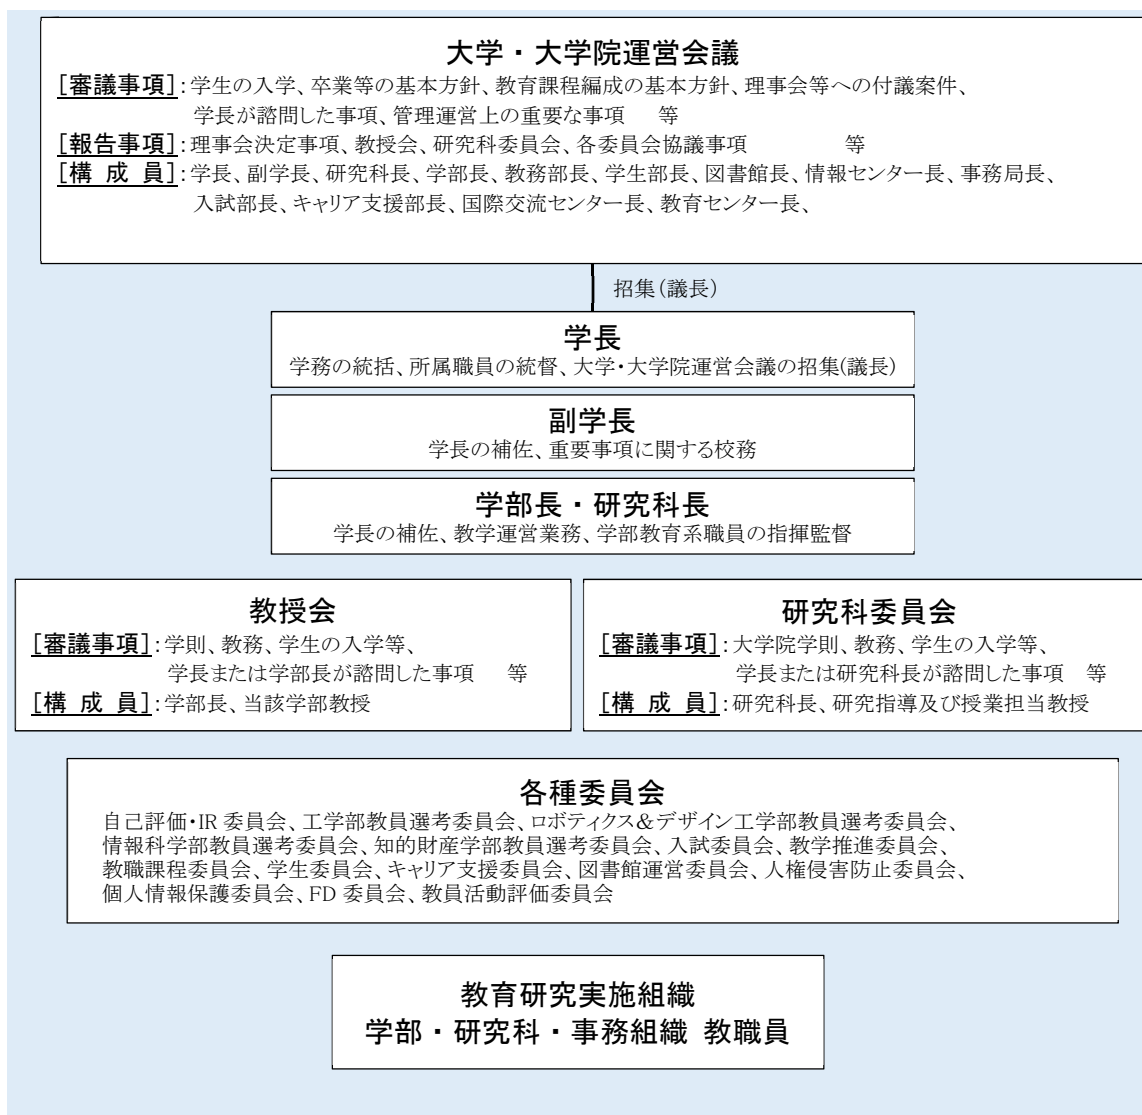 大学・大学院運営会議
[審議事項]：学生の入学、卒業等の基本方針、教育課程編成の基本方針、理事会等への付議案件、
学長が諮問した事項、管理運営上の重要な事項　等
[報告事項]：理事会決定事項、教授会、研究科委員会、各委員会協議事項　等
[構 成 員]：学長、副学長、研究科長、学部長、教務部長、学生部長、図書館長、情報センター長、事務局長、
入試部長、キャリア支援部長、国際交流センター長、教育センター長、
招集（議長）
学長
学務の統括、所属職員の統督、大学・大学院運営会議の招集(議長)
副学長
学長の補佐、重要事項に関する校務
学部長・研究科長
学長の補佐、教学運営業務、学部教育系職員の指揮監督
教授会
[審議事項]：学則、教務、学生の入学等、
学長または学部長が諮問した事項　等
[構 成 員]：学部長、当該学部教授
研究科委員会
[審議事項]：大学院学則、教務、学生の入学等、
学長または研究科長が諮問した事項　等
[構 成 員]：研究科長、研究指導及び授業担当教授
各種委員会
自己評価・IR 委員会、工学部教員選考委員会、ロボティクス＆デザイン工学部教員選考委員会、
情報科学部教員選考委員会、知的財産学部教員選考委員会、入試委員会、教学推進委員会、
教職課程委員会、学生委員会、キャリア支援委員会、図書館運営委員会、人権侵害防止委員会、
個人情報保護委員会、FD 委員会、教員活動評価委員会
教育研究実施組織
学部・研究科・事務組織 教職員